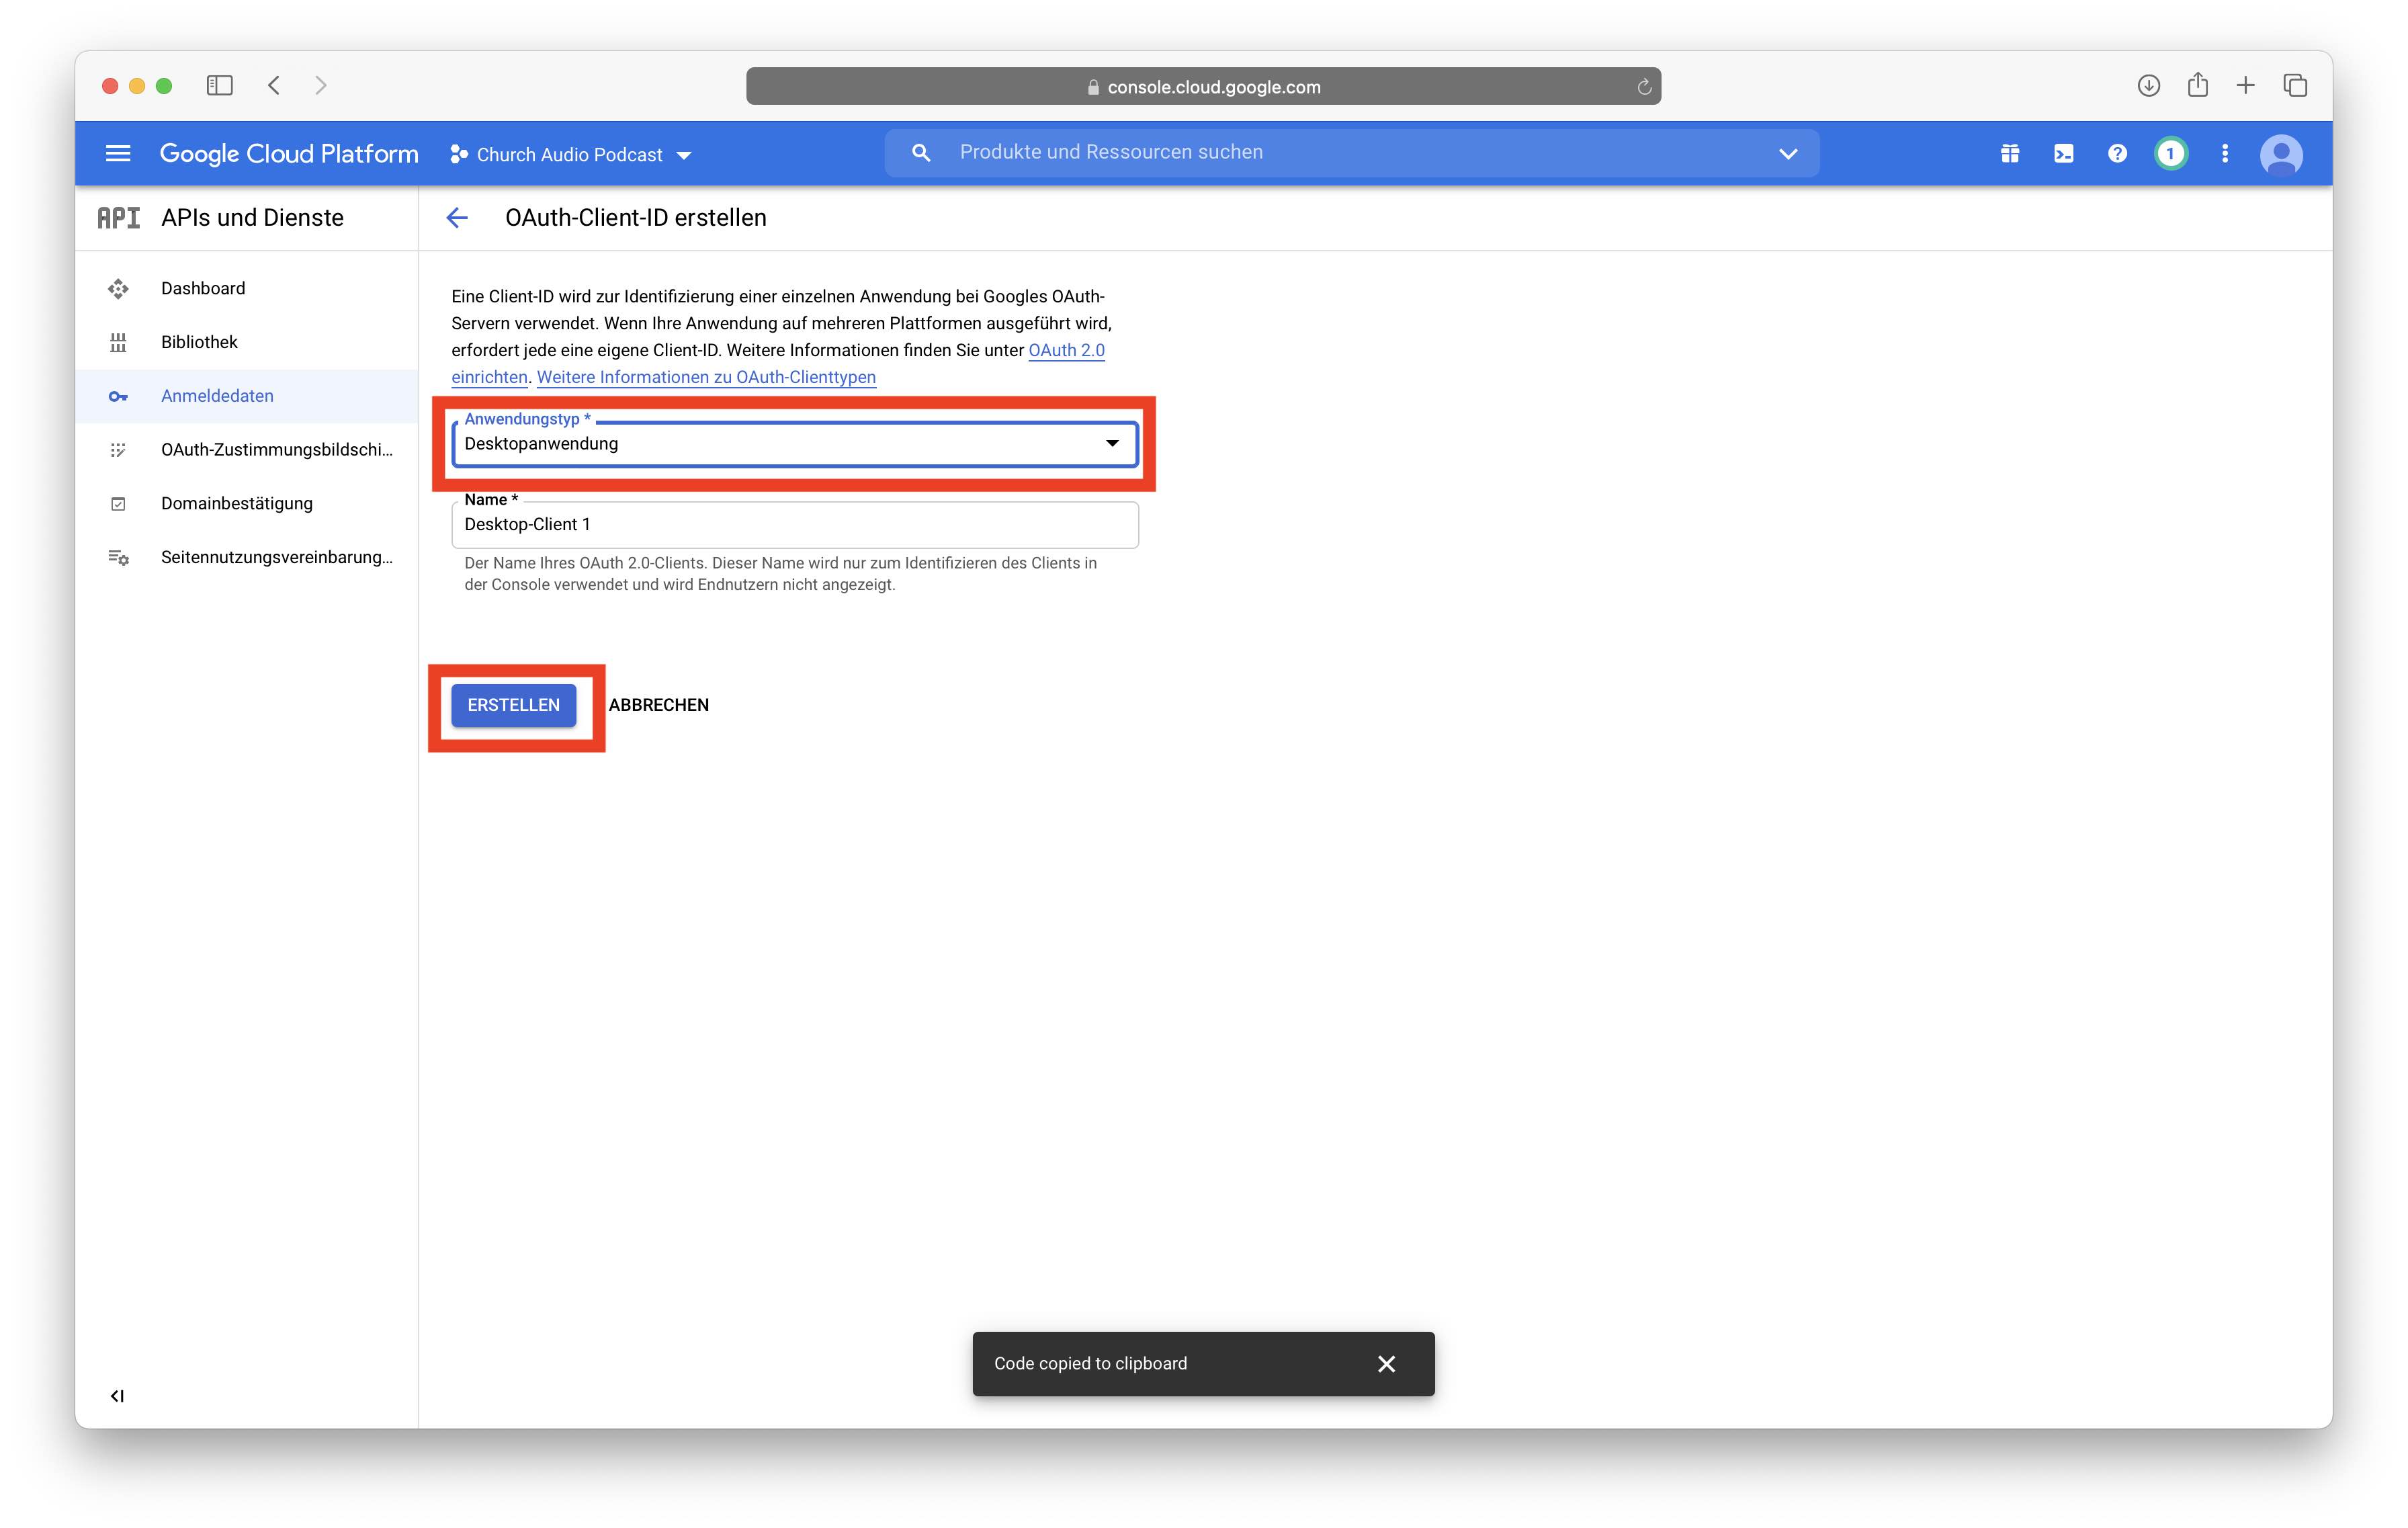 console.cloud.google.com
Google Cloud Platform
Church Audio Podcast
Produkte und Ressourcen suchen
1
API
APIs und Dienste
OAuth-Client-ID erstellen
Dashboard
Bibliothek
Anmeldedaten
OAuth-Zustimmungsbildschi...
Domainbestätigung
Seitennutzungsvereinbarung...
Eine Client-ID wird zur Identifizierung einer einzelnen Anwendung bei Googles OAuth-
Servern verwendet. Wenn Ihre Anwendung auf mehreren Plattformen ausgeführt wird,
erfordert jede eine eigene Client-ID. Weitere Informationen finden Sie unter OAuth 2.0
einrichten. Weitere Informationen zu OAuth-Clienttypen
Anwendungstyp *
Desktopanwendung
Name *
Desktop-Client 1
Der Name Ihres OAuth 2.0-Clients. Dieser Name wird nur zum Identifizieren des Clients in
der Console verwendet und wird Endnutzern nicht angezeigt.
ERSTELLEN
ABBRECHEN
Code copied to clipboard